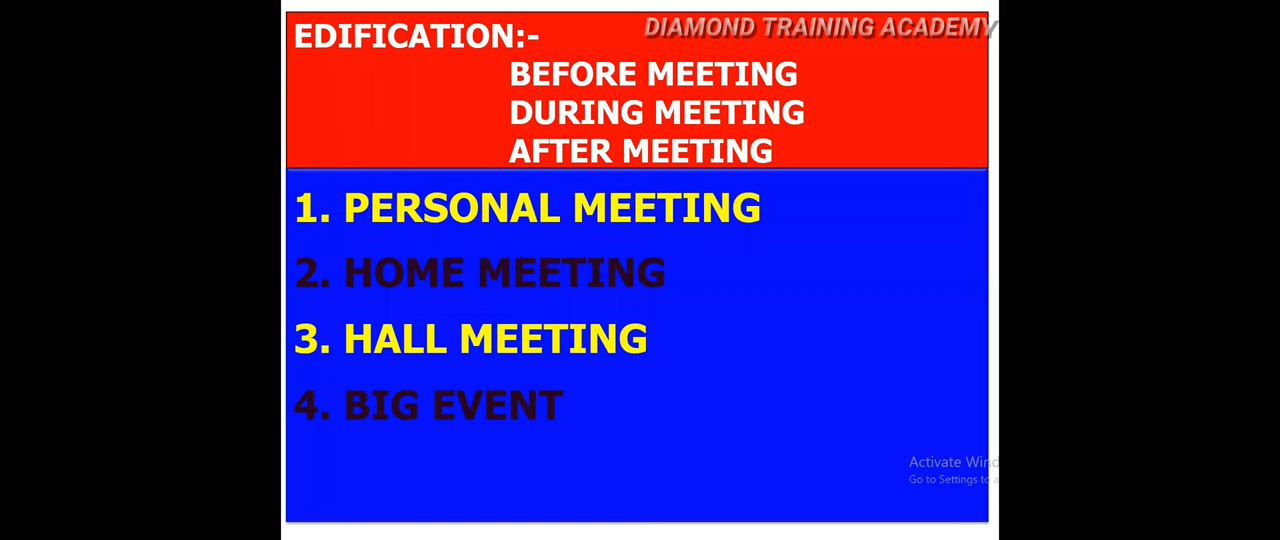 DIAMOND TRAINING ACADEMY
EDIFICATION:-
BEFORE MEETING
DURING MEETING
AFTER MEETING
1. PERSONAL MEETING
2. HOME MEETING
3. HALL MEETING
4. BIG EVENT
Activate Wind
Go to Settings to a